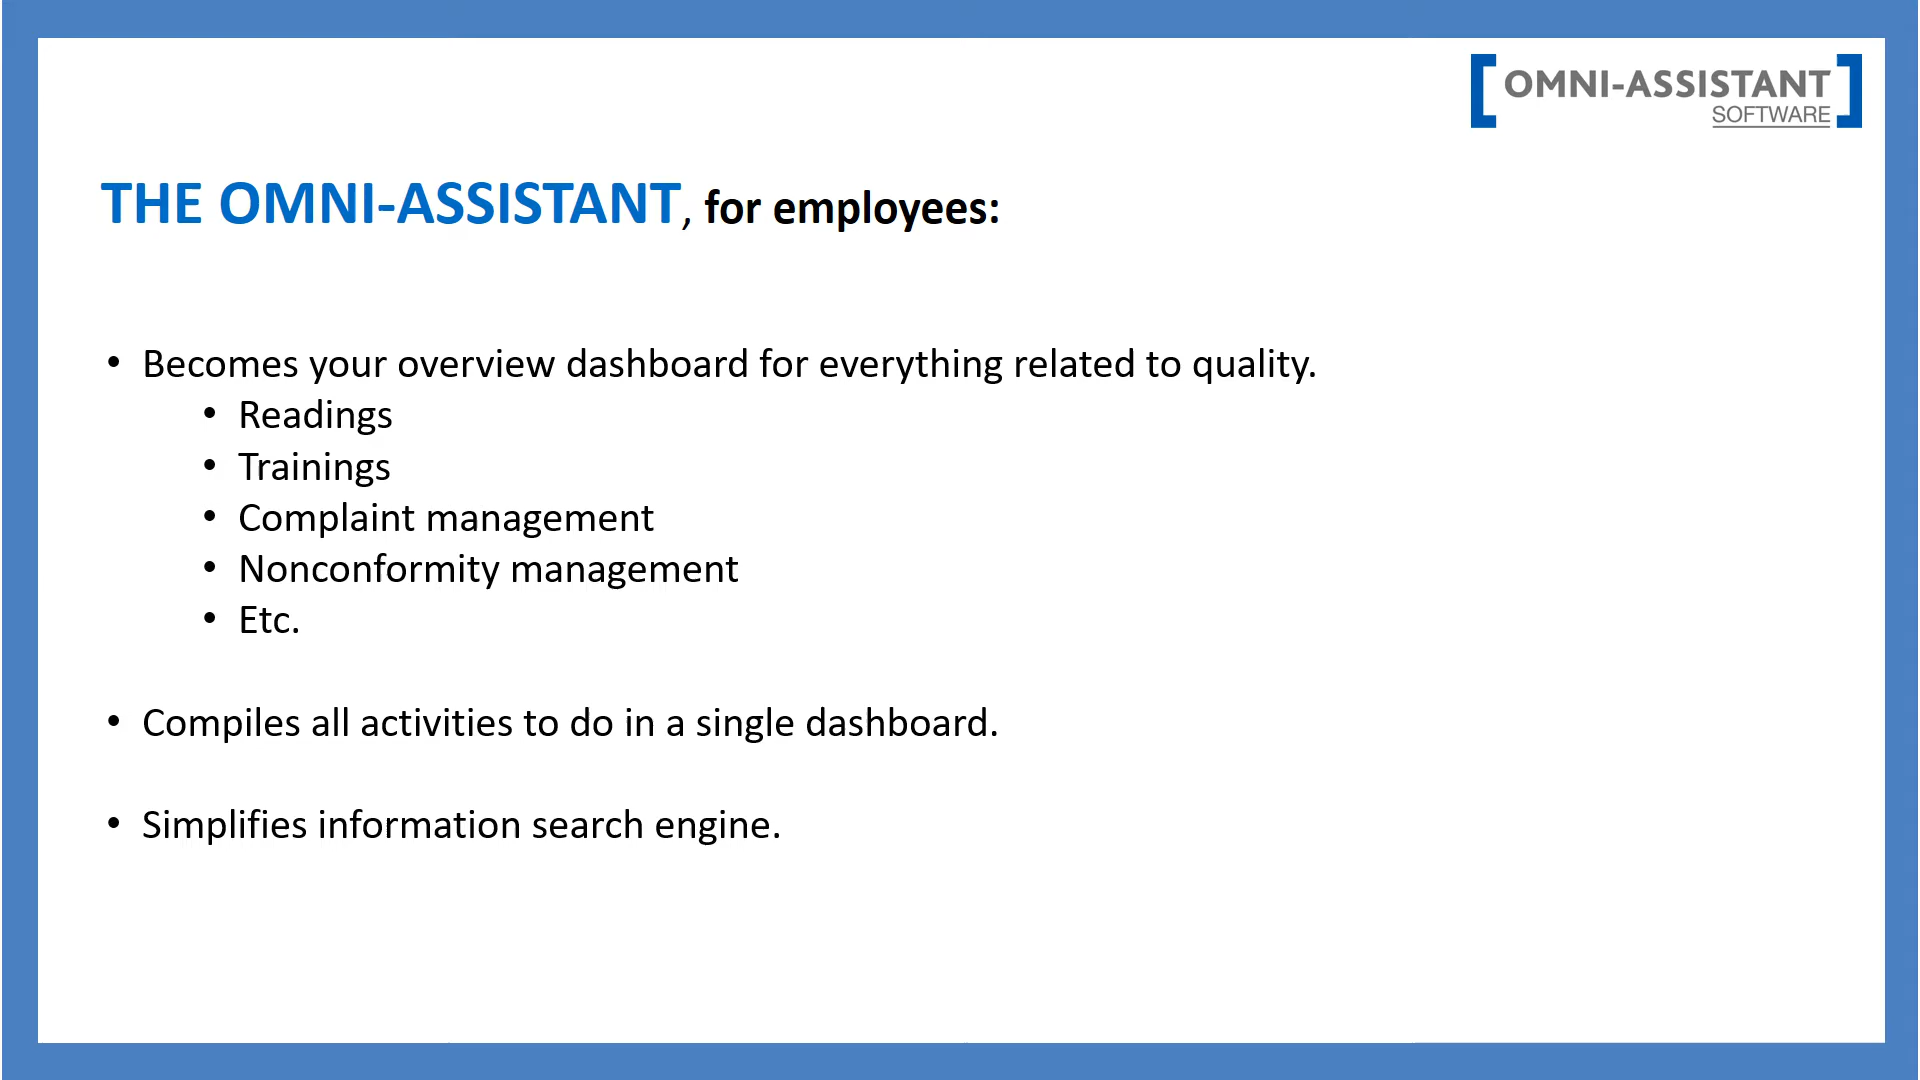 [OMNI-ASSISTANT]
SOFTWARE
THE OMNI-ASSISTANT, for employees:
• Becomes your overview dashboard for everything related to quality.
• Readings
• Trainings
• Complaint management
• Nonconformity management
• Etc.
• Compiles all activities to do in a single dashboard.
• Simplifies information search engine.